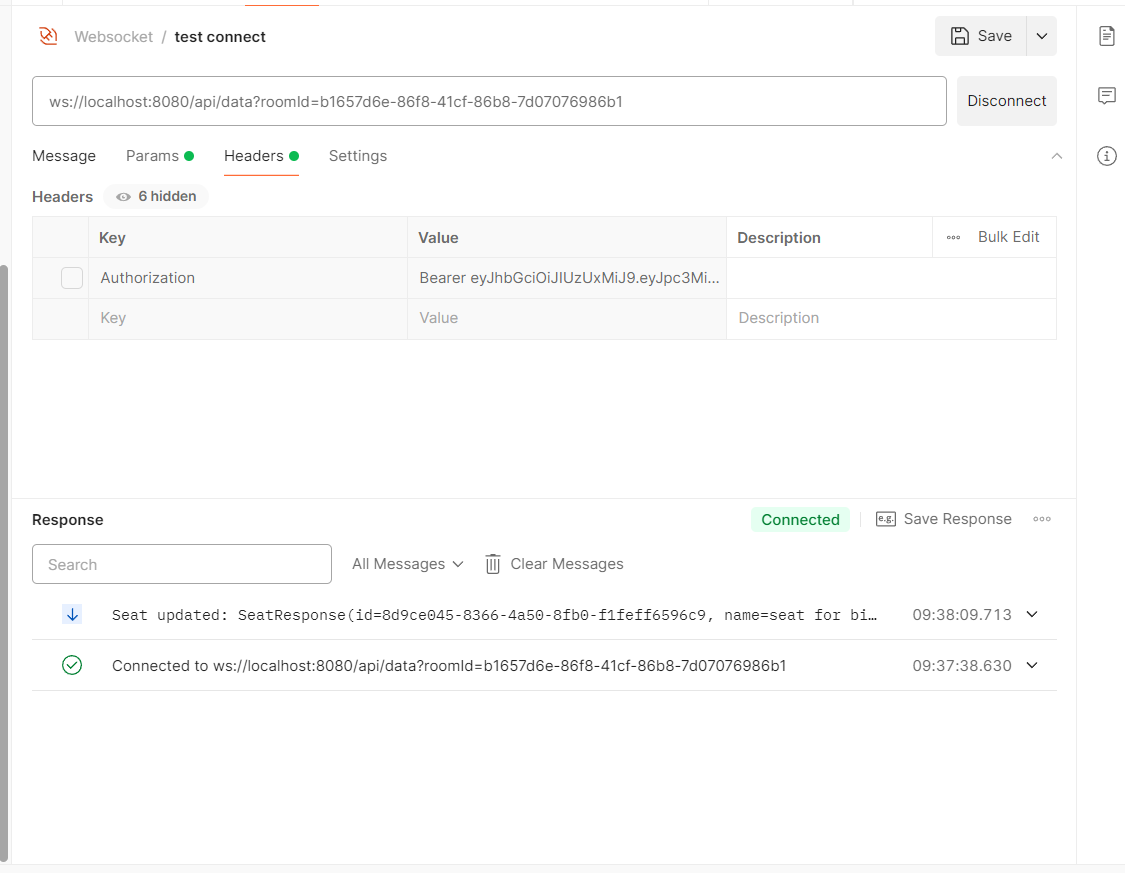 Websocket / test connect
Save
ws://localhost:8080/api/data?roomId=b1657d6e-86f8-41cf-86b8-7d07076986b1
Disconnect
Message Params Headers Settings
Headers 6 hidden
Key Value Description Bulk Edit
Authorization Bearer eyJhbGciOiJIUzUxMiJ9.eyJpc3Mi...
Key Value Description
Response Connected e.g. Save Response
Search All Messages Clear Messages
Seat updated: SeatResponse(id=8d9ce045-8366-4a50-8fb0-f1feff6596c9, name=seat for bi… 09:38:09.713
Connected to ws://localhost:8080/api/data?roomId=b1657d6e-86f8-41cf-86b8-7d07076986b1 09:37:38.630